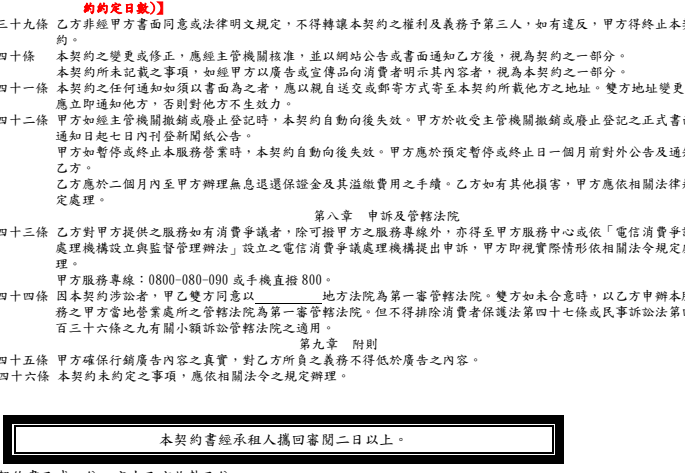 約約定日數)】
三十九條 乙方非經甲方書面同意或法律明文規定，不得轉讓本契約之權利及義務予第三人，如有違反，甲方得終止本契
約。
四十條 本契約之變更或修正，應經主管機關核准，並以網站公告或書面通知乙方後，視為契約之一部分。
本契約所未記載之事項，如經甲方以廣告或宣傳品向消費者明示其內容者，視為本契約之一部分。
四十一條 本契約之任何通知如須以書面為之者，應以親自送交或郵寄方式寄至本契約所載他方之地址。雙方地址變更
應立即通知他方，否則對他方不生效力。
四十二條 甲方如經主管機關撤銷或廢止登記時，本契約自動向後失效。甲方於收受主管機關撤銷或廢止登記之正式書面
通知日起七日內刊登新聞紙公告。
甲方如暫停或終止本服務營業時，本契約自動向後失效。甲方應於預定暫停或終止日一個月前對外公告及通知
乙方。
乙方應於二個月內至甲方辦理無息退還保證金及其溢繳費用之手續。乙方如有其他損害，甲方應依相關法律規
定處理。
第八章 申訴及管轄法院
四十三條 乙方對甲方提供之服務如有消費爭議者，除可撥甲方之服務專線外，亦得至甲方服務中心或依「電信消費爭議
處理機構設立與監督管理辦法」設立之電信消費爭議處理機構提出申訴，甲方即視實際情形依相關法令規定處
理。
甲方服務專線：0800-080-090 或手機直撥 800。
四十四條 因本契約涉訟者，甲乙雙方同意以________地方法院為第一審管轄法院。雙方如未合意時，以乙方申辦本服
務之甲方當地營業處所之管轄法院為第一審管轄法院。但不得排除消費者保護法第四十七條或民事訴訟法第四
百三十六條之九有關小額訴訟管轄法院之適用。
第九章 附則
四十五條 甲方確保行銷廣告內容之真實，對乙方所負之義務不得低於廣告之內容。
四十六條 本契約未約定之事項，應依相關法令之規定辦理。
本契約書經承租人攜回審閱二日以上。